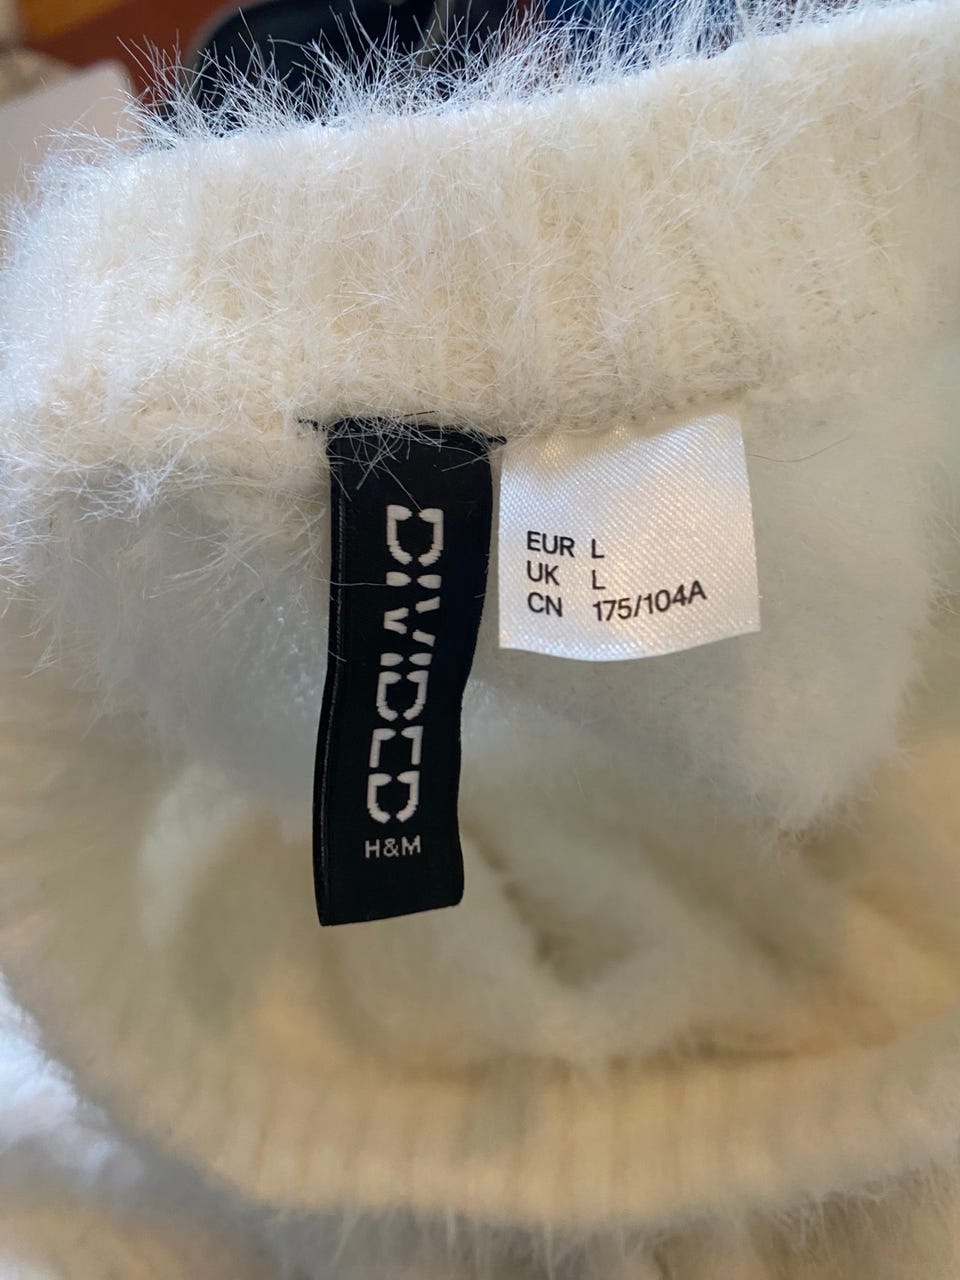 DIVIDED
H&M
EUR L
UK L
CN 175/104A